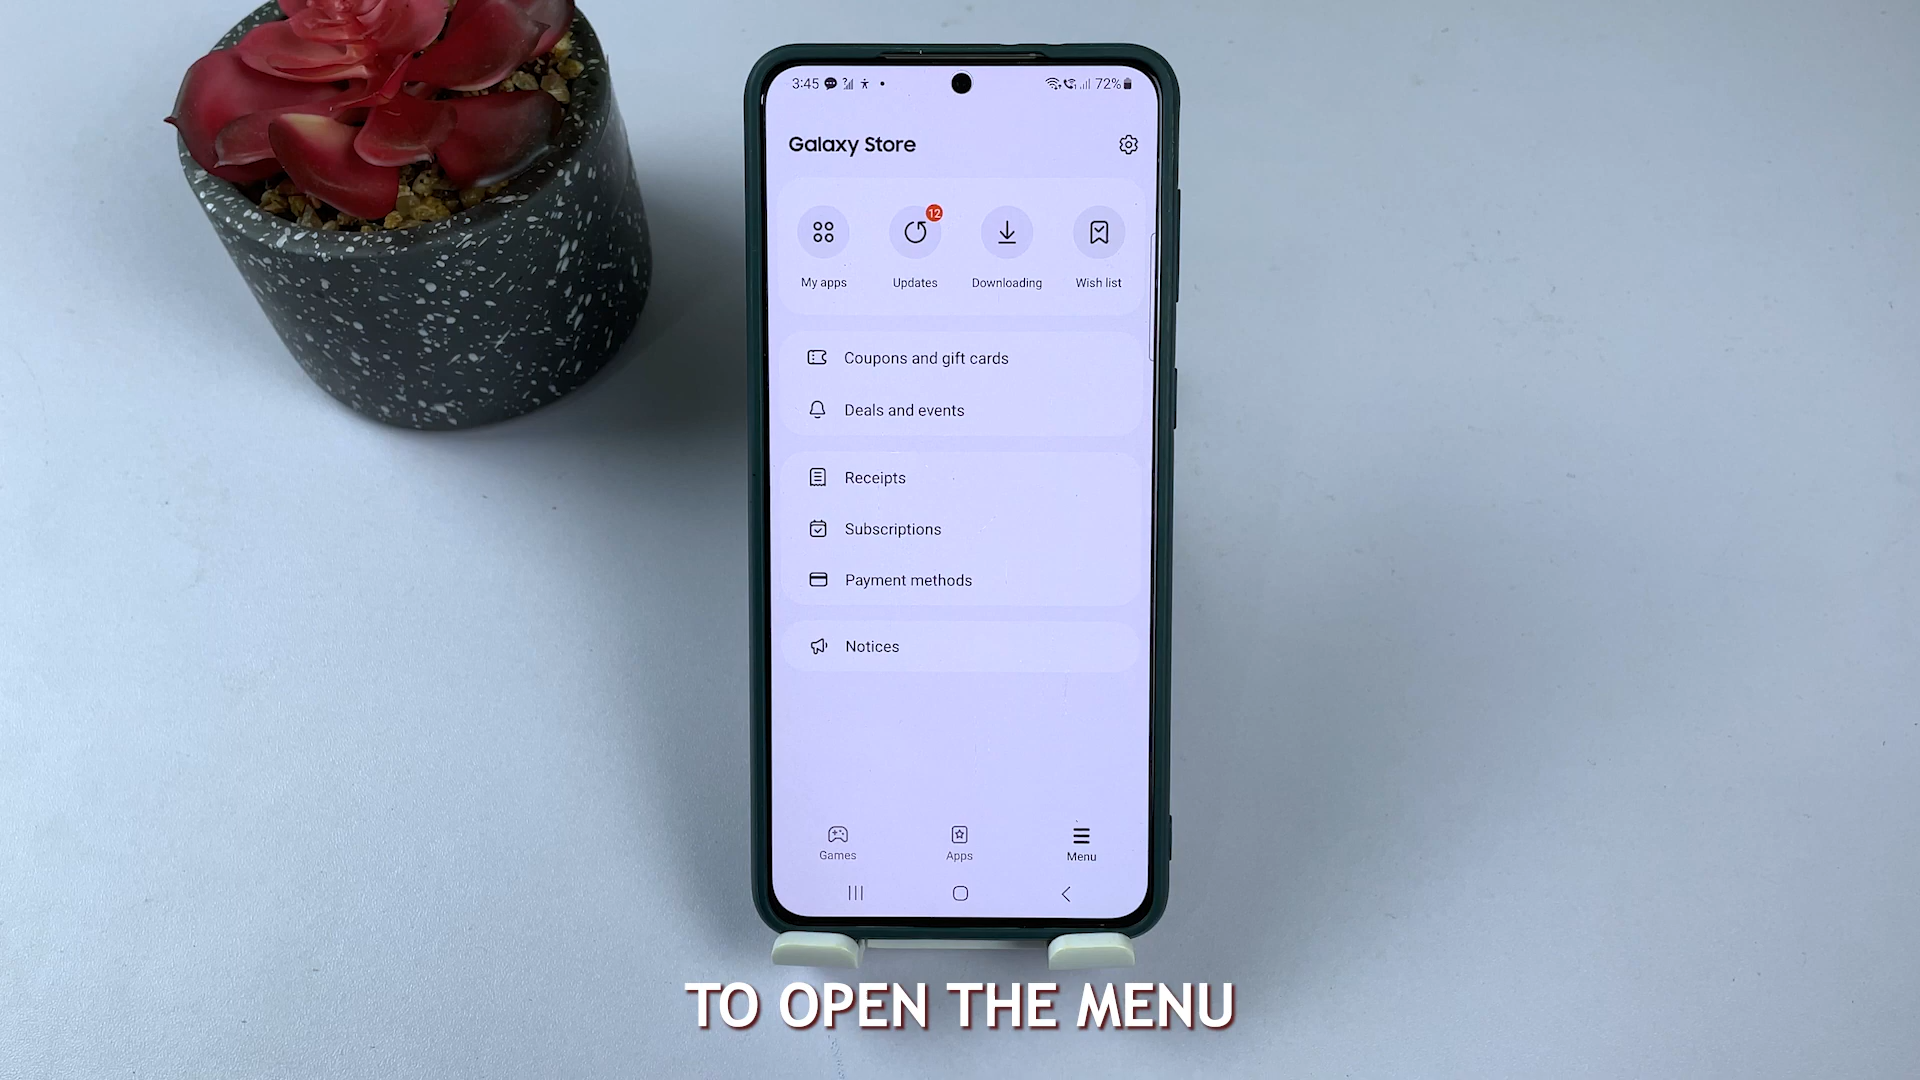 3:45
72%
Galaxy Store
12
My apps
Updates
Downloading
Wish list
Coupons and gift cards
Deals and events
Receipts
Subscriptions
Payment methods
Notices
Games
Apps
Menu
TO OPEN THE MENU